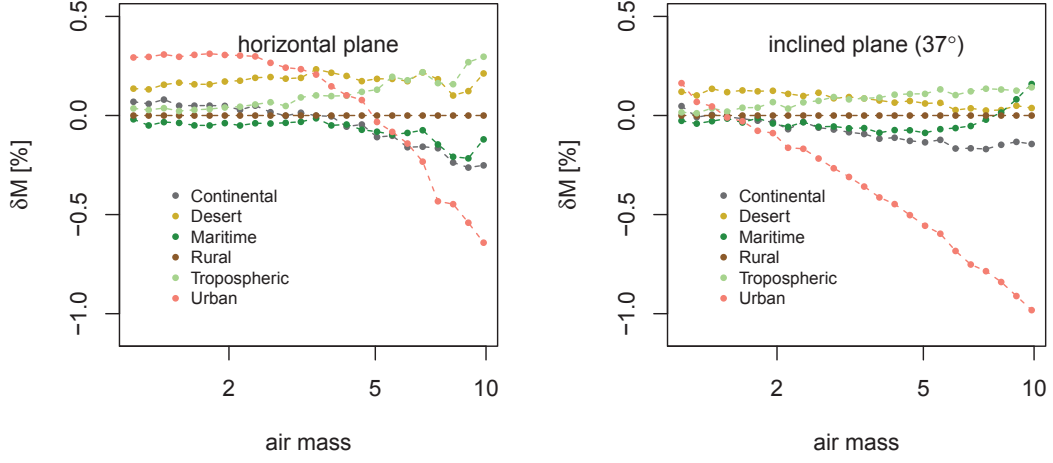 horizontal plane
δM [%]
0.5
0.0
−0.5
−1.0
Continental
Desert
Maritime
Rural
Tropospheric
Urban
2
5
10
air mass
inclined plane (37°)
δM [%]
0.5
0.0
−0.5
−1.0
Continental
Desert
Maritime
Rural
Tropospheric
Urban
2
5
10
air mass